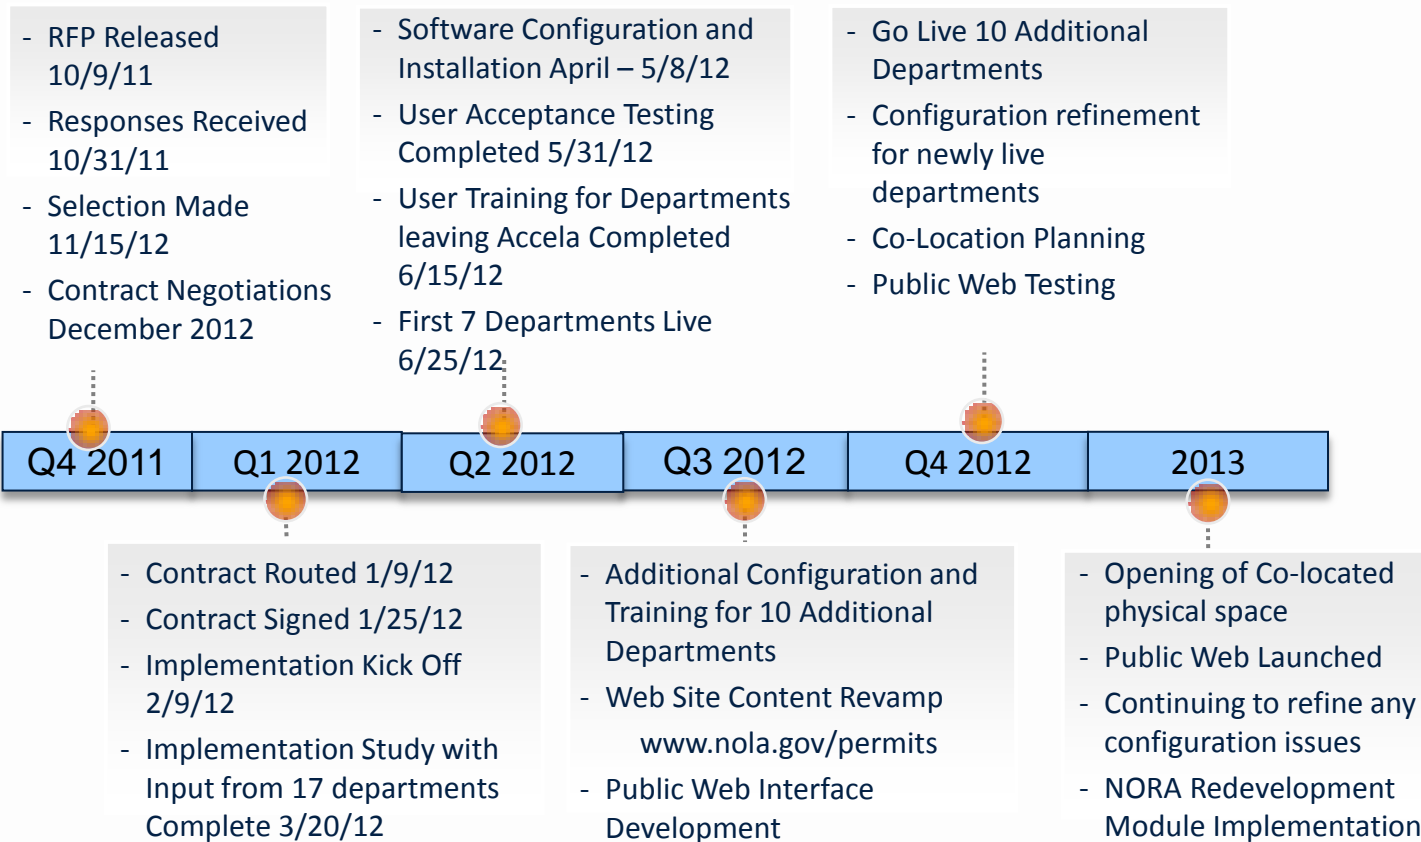 - RFP Released
10/9/11
- Responses Received
10/31/11
- Selection Made
11/15/12
- Contract Negotiations
December 2012
- Software Configuration and
Installation April – 5/8/12
- User Acceptance Testing
Completed 5/31/12
- User Training for Departments
leaving Accela Completed
6/15/12
- First 7 Departments Live
6/25/12
- Go Live 10 Additional
Departments
- Configuration refinement
for newly live
departments
- Co-Location Planning
- Public Web Testing
Q4 2011
Q1 2012
Q2 2012
Q3 2012
Q4 2012
2013
- Contract Routed 1/9/12
- Contract Signed 1/25/12
- Implementation Kick Off
2/9/12
- Implementation Study with
Input from 17 departments
Complete 3/20/12
- Additional Configuration and
Training for 10 Additional
Departments
- Web Site Content Revamp
www.nola.gov/permits
- Public Web Interface
Development
- Opening of Co-located
physical space
- Public Web Launched
- Continuing to refine any
configuration issues
- NORA Redevelopment
Module Implementation